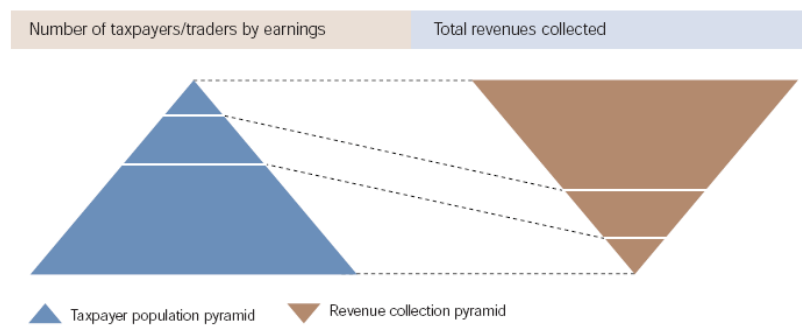 Number of taxpayers/traders by earnings
Total revenues collected
Taxpayer population pyramid
Revenue collection pyramid